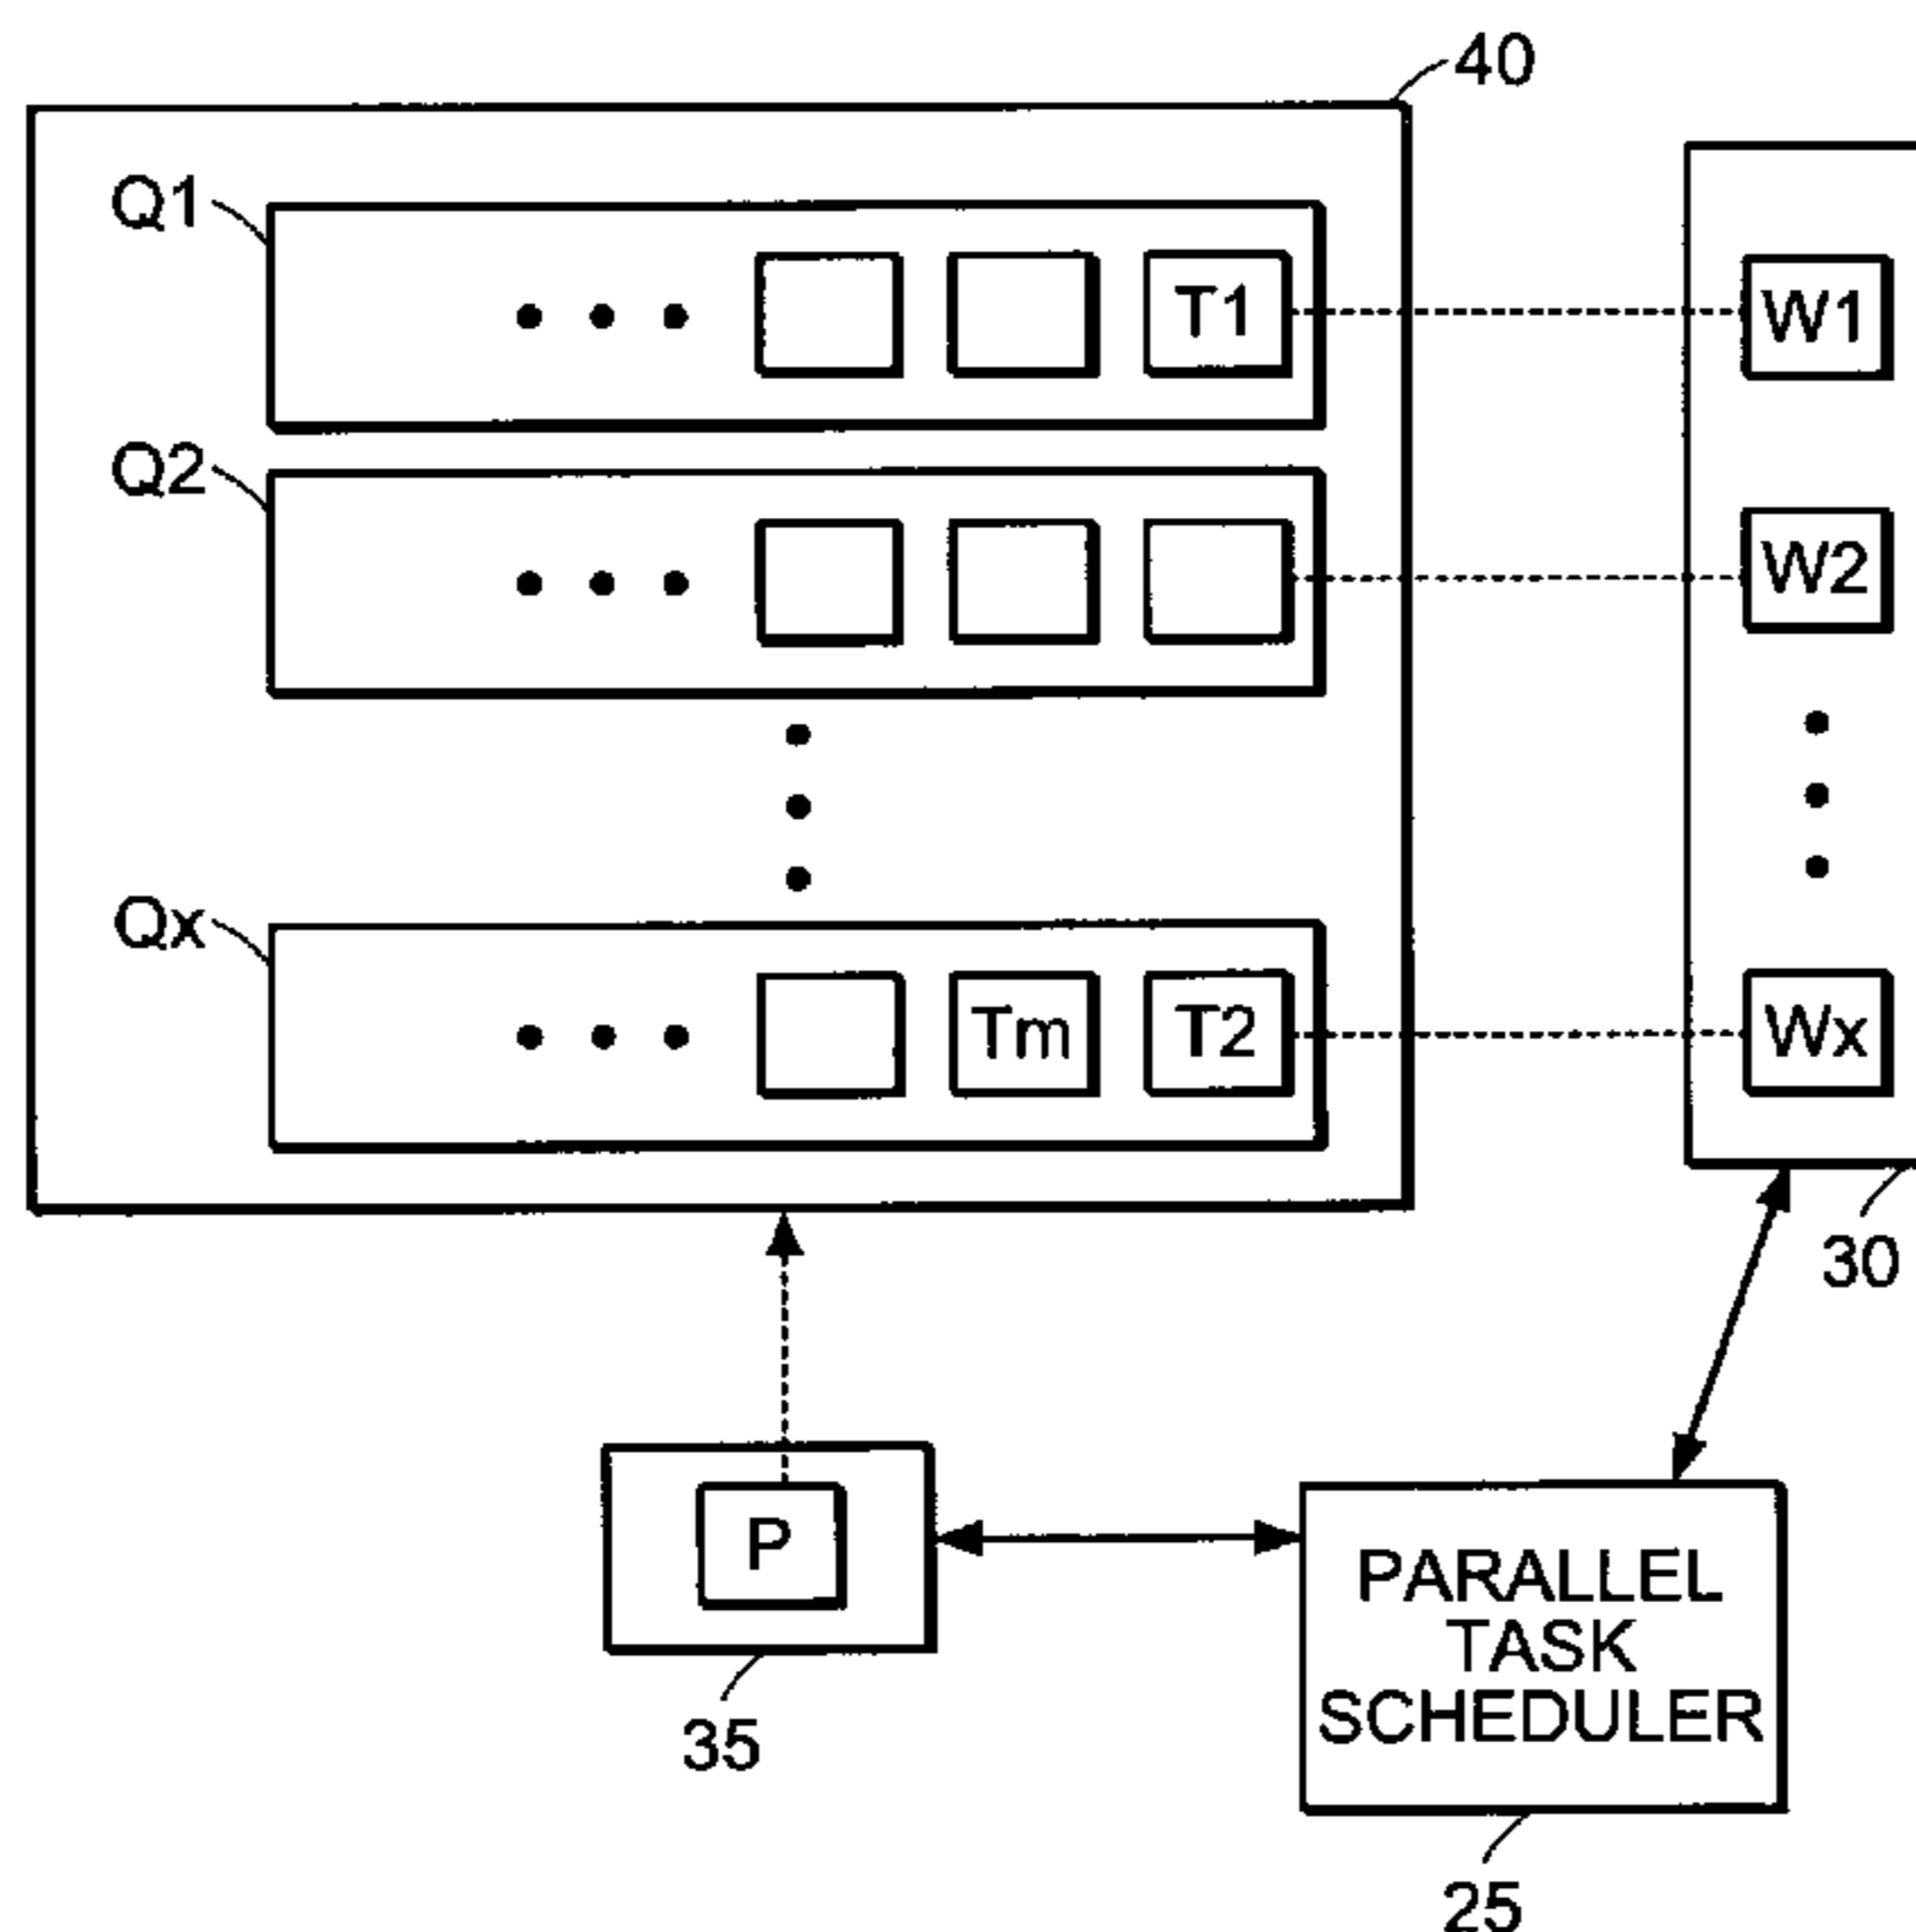 40
Q1
T1
W1
Q2
W2
Qx
Tm
T2
Wx
30
P
35
PARALLEL
TASK
SCHEDULER
25